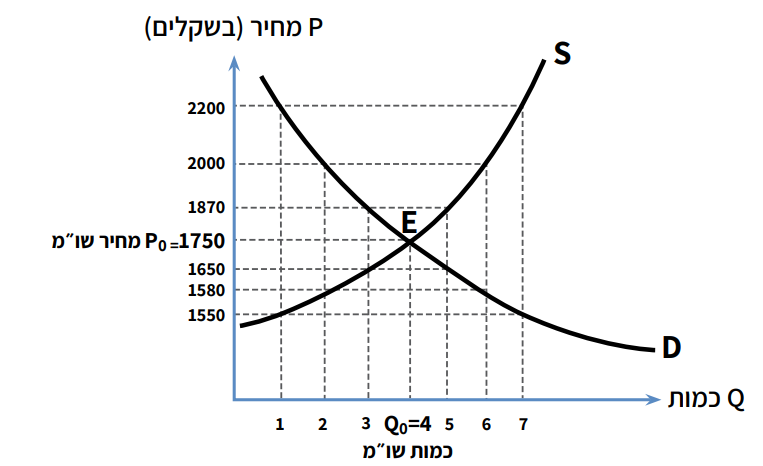 מחיר (בשקלים) P
S
2200
2000
1870
E
מחיר שו״מ P₀ =1750
1650
1580
1550
D
כמות Q
1 2 3 Q₀=4 5 6 7
כמות שו״מ